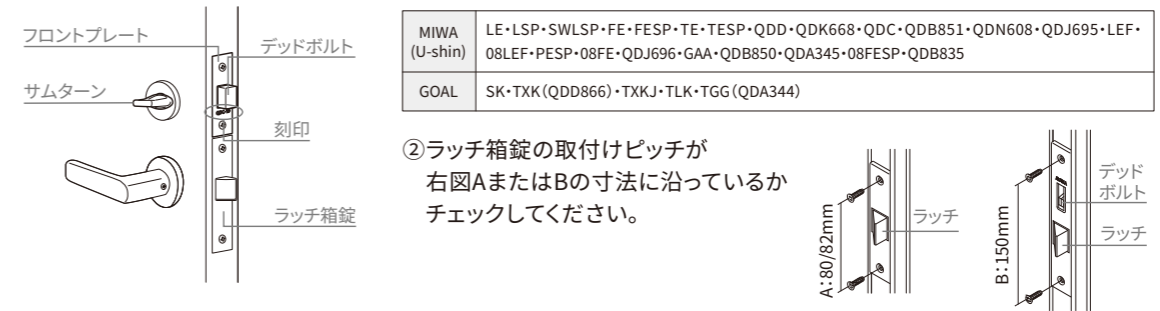 フロントプレート
デッドボルト
サムターン
刻印
ラッチ箱錠
MIWA
(U-shin)
LE・LSP・SWLSP・FE・FESP・TE・TESP・QDD・QDK668・QDC・QDB851・QDN608・QDJ695・LEF・
08LEF・PESP・08FE・QDJ696・GAA・QDB850・QDA345・08FESP・QDB835
GOAL
SK・TXK(QDD866)・TXKJ・TLK・TGG(QDA344)
②ラッチ箱錠の取付けピッチが
右図AまたはBの寸法に沿っているか
チェックしてください。
A:80/82mm
ラッチ
B:150mm
デッド
ボルト
ラッチ